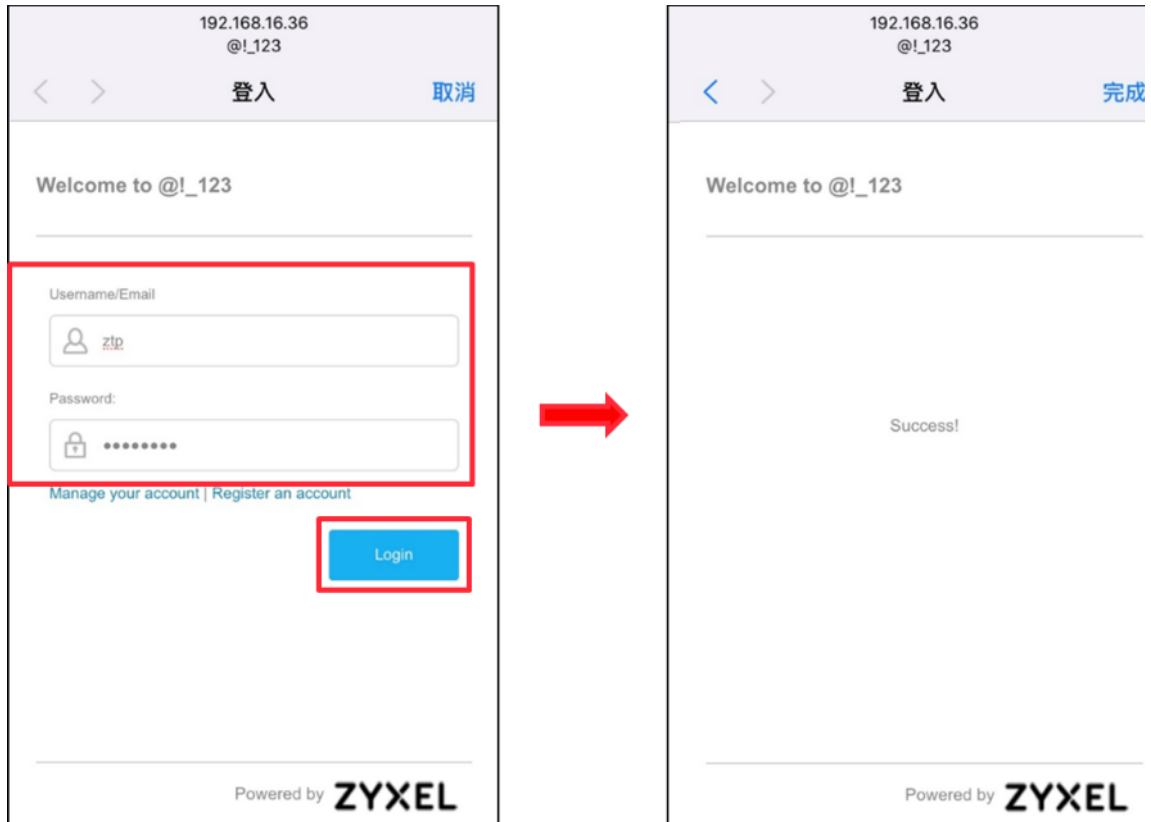 192.168.16.36
@!_123
登入
取消
Welcome to @!_123
Username/Email
ztp
Password:
••••••••
Manage your account | Register an account
Login
Powered by ZYXEL
192.168.16.36
@!_123
登入
完成
Welcome to @!_123
Success!
Powered by ZYXEL